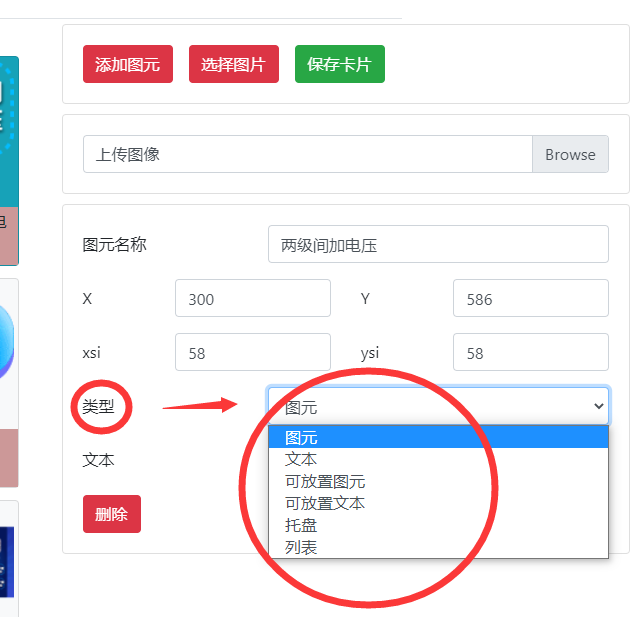 添加图元 选择图片 保存卡片
上传图像 Browse
电
图元名称 两级间加电压
X 300 Y 586
xsi 58 ysi 58
类型 图元
图元
文本 文本
可放置图元
可放置文本
删除 托盘
列表